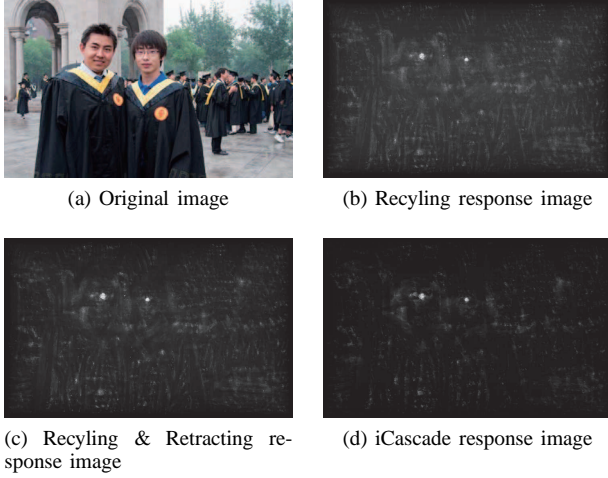 (a) Original image
(b) Recyling response image
(c) Recyling & Retracting re-
sponse image
(d) iCascade response image